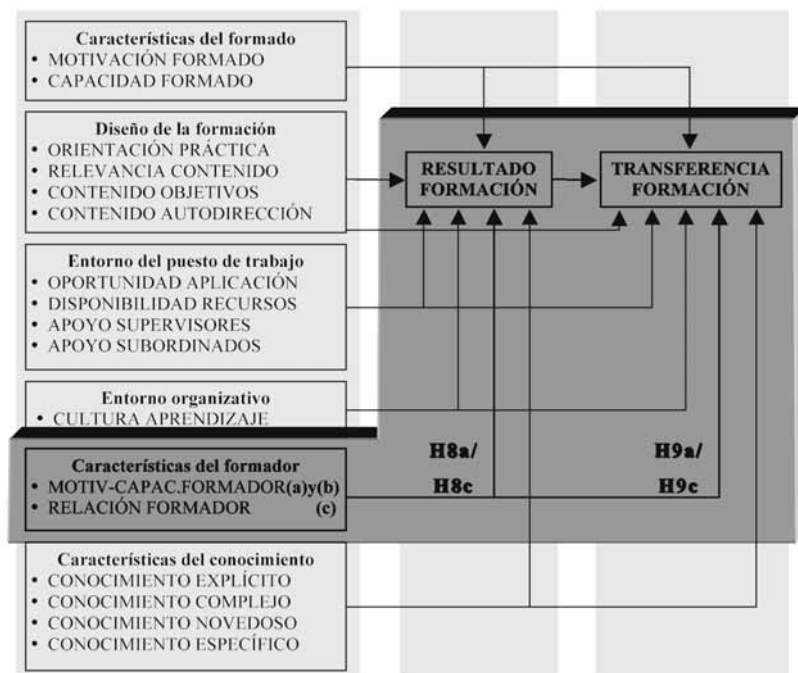 Características del formado
• MOTIVACIÓN FORMADO
• CAPACIDAD FORMADO
Diseño de la formación
• ORIENTACIÓN PRÁCTICA
• RELEVANCIA CONTENIDO
• CONTENIDO OBJETIVOS
• CONTENIDO AUTODIRECCIÓN
RESULTADO
FORMACIÓN
TRANSFERENCIA
FORMACIÓN
Entorno del puesto de trabajo
• OPORTUNIDAD APLICACIÓN
• DISPONIBILIDAD RECURSOS
• APOYO SUPERVISORES
• APOYO SUBORDINADOS
Entorno organizativo
• CULTURA APRENDIZAJE
Características del formador
• MOTIV-CAPAC.FORMADOR(a)y(b)
• RELACIÓN FORMADOR (c)
H8a/
H8c
H9a/
H9c
Características del conocimiento
• CONOCIMIENTO EXPLÍCITO
• CONOCIMIENTO COMPLEJO
• CONOCIMIENTO NOVEDOSO
• CONOCIMIENTO ESPECÍFICO